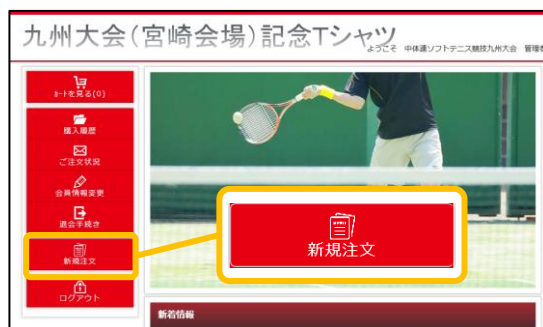 九州大会(宮崎会場)記念Tシャツ
ようこそ 中体連ソフトテニス競技九州大会 管理者
カートを見る(0)
購入履歴
ご注文状況
会員情報変更
退会手続き
新規注文
ログアウト
新規注文
新着情報